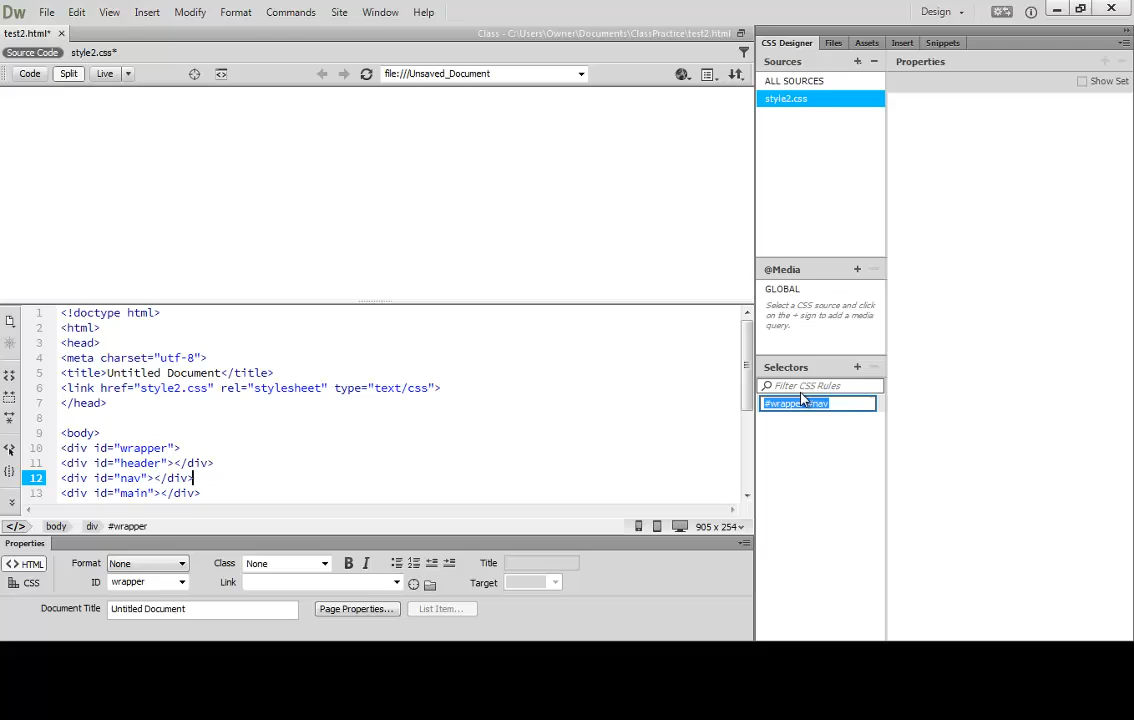 Dw File Edit View Insert Modify Format Commands Site Window Help Design
test2.html* Class - C:\Users\Owner\Documents\ClassPractice\test2.html
Source Code style2.css*
Code Split Live file:///Unsaved_Document
CSS Designer Files Assets Insert Snippets
Sources
Properties
ALL SOURCES
Show Set
style2.css
@Media
GLOBAL
Select a CSS source and click
on the + sign to add a media
query.
Selectors
Filter CSS Rules
#wrapper #nav
1 <!doctype html>
2 <html>
3 <head>
4 <meta charset="utf-8">
5 <title>Untitled Document</title>
6 <link href="style2.css" rel="stylesheet" type="text/css">
7 </head>
8
9 <body>
10 <div id="wrapper">
11 <div id="header"></div>
12 <div id="nav"></div>
13 <div id="main"></div>
</> body div #wrapper 905 x 254
Properties
<> HTML Format None Class None B I Title
CSS ID wrapper Link Target
Document Title Untitled Document Page Properties... List Item...